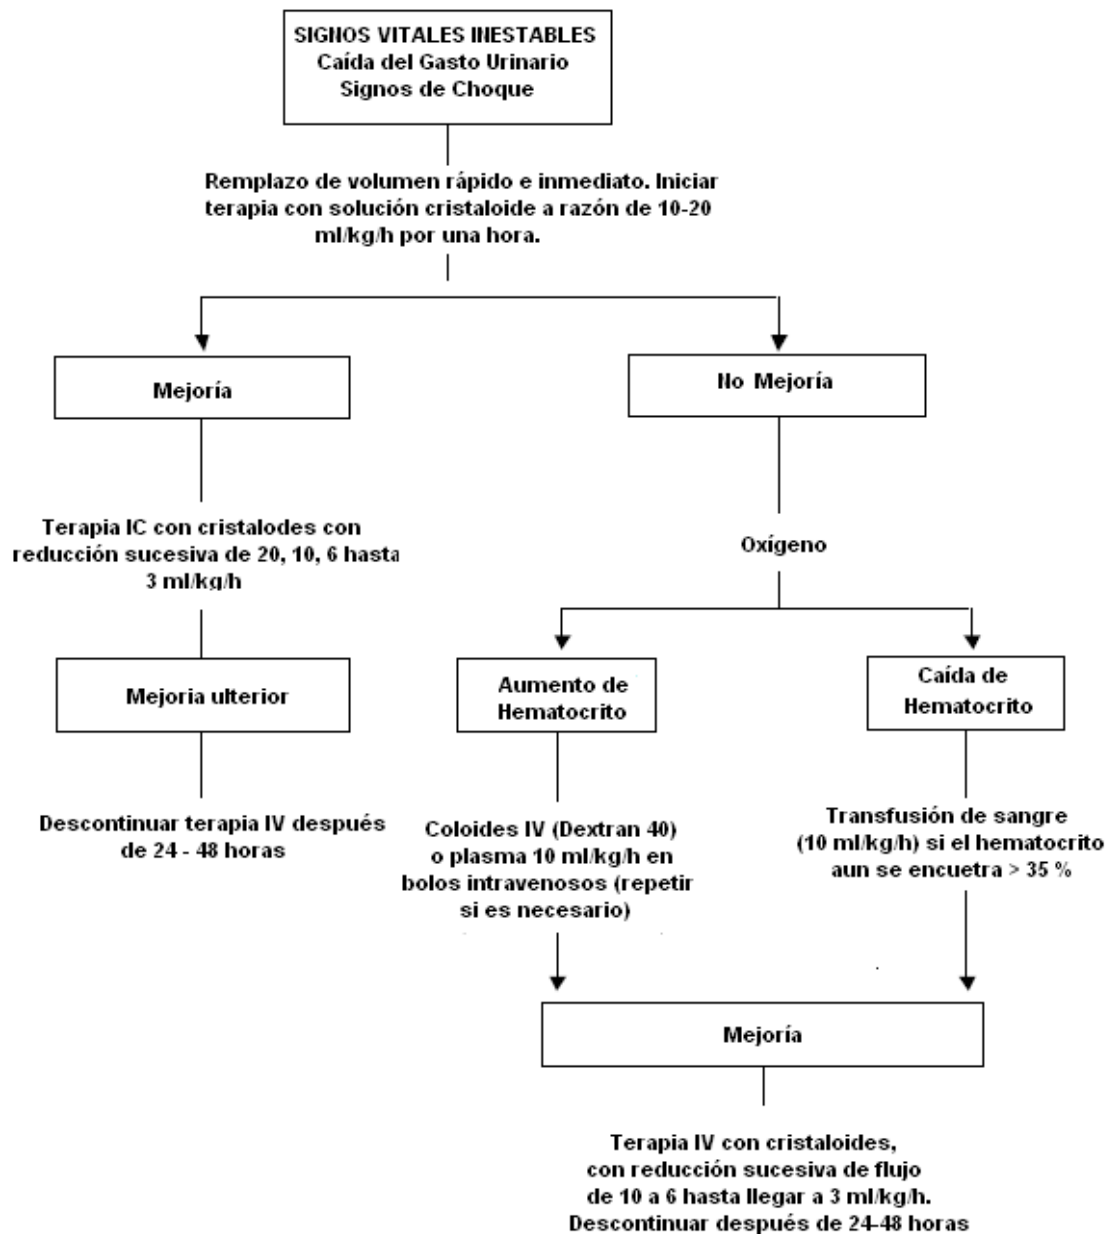 SIGNOS VITALES INESTABLES
Caída del Gasto Urinario
Signos de Choque
Remplazo de volumen rápido e inmediato. Iniciar
terapia con solución cristaloide a razón de 10-20
ml/kg/h por una hora.
Mejoría
No Mejoría
Terapia IC con cristalodes con
reducción sucesiva de 20, 10, 6 hasta
3 ml/kg/h
Oxígeno
Mejoria ulterior
Aumento de
Hematocrito
Caída de
Hematocrito
Descontinuar terapia IV después
de 24 - 48 horas
Coloides IV (Dextran 40)
o plasma 10 ml/kg/h en
bolos intravenosos (repetir
si es necesario)
Transfusión de sangre
(10 ml/kg/h) si el hematocrito
aun se encuetra > 35 %
Mejoría
Terapia IV con cristaloides,
con reducción sucesiva de flujo
de 10 a 6 hasta llegar a 3 ml/kg/h.
Descontinuar después de 24-48 horas